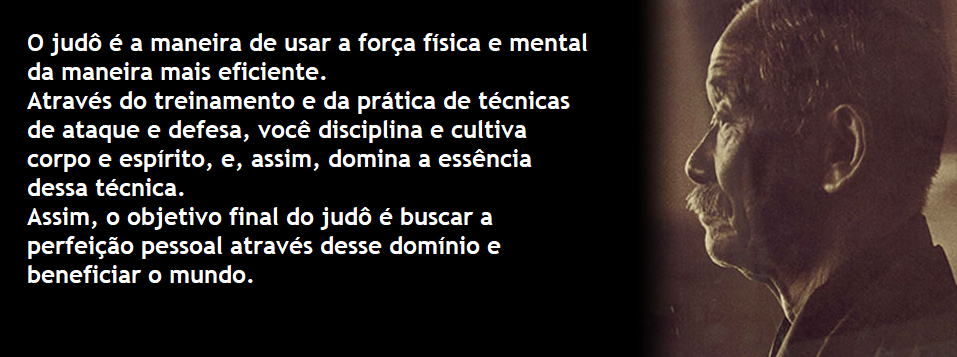 O judô é a maneira de usar a força física e mental
da maneira mais eficiente.
Através do treinamento e da prática de técnicas
de ataque e defesa, você disciplina e cultiva
corpo e espírito, e, assim, domina a essência
dessa técnica.
Assim, o objetivo final do judô é buscar a
perfeição pessoal através desse domínio e
beneficiar o mundo.